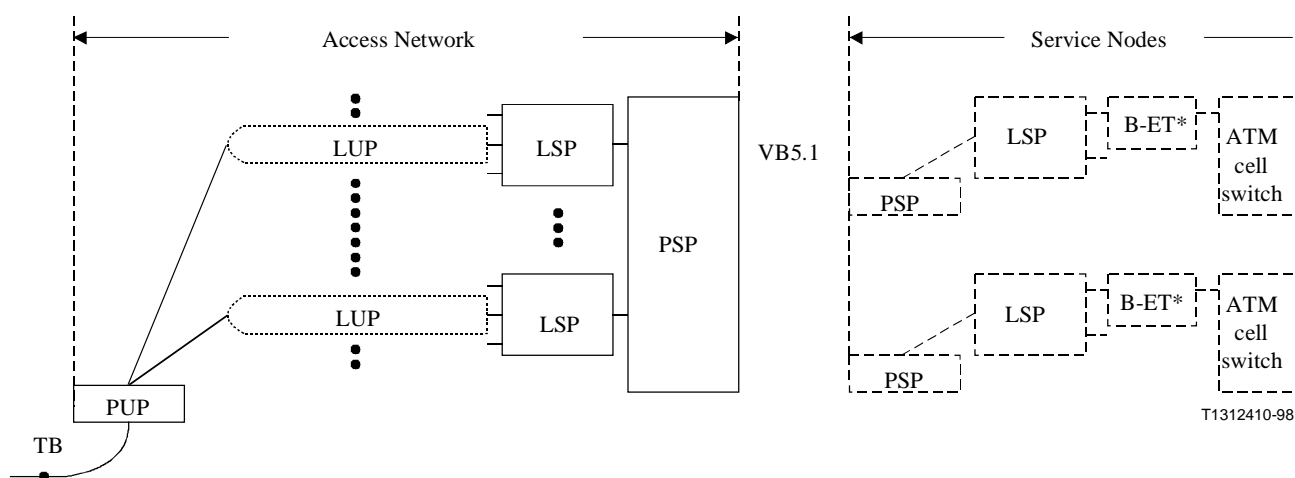 Access Network
Service Nodes
LUP
LSP
VB5.1
LSP
B-ET*
ATM
cell
switch
PSP
PSP
LUP
LSP
LSP
B-ET*
ATM
cell
switch
PSP
PUP
T1312410-98
TB